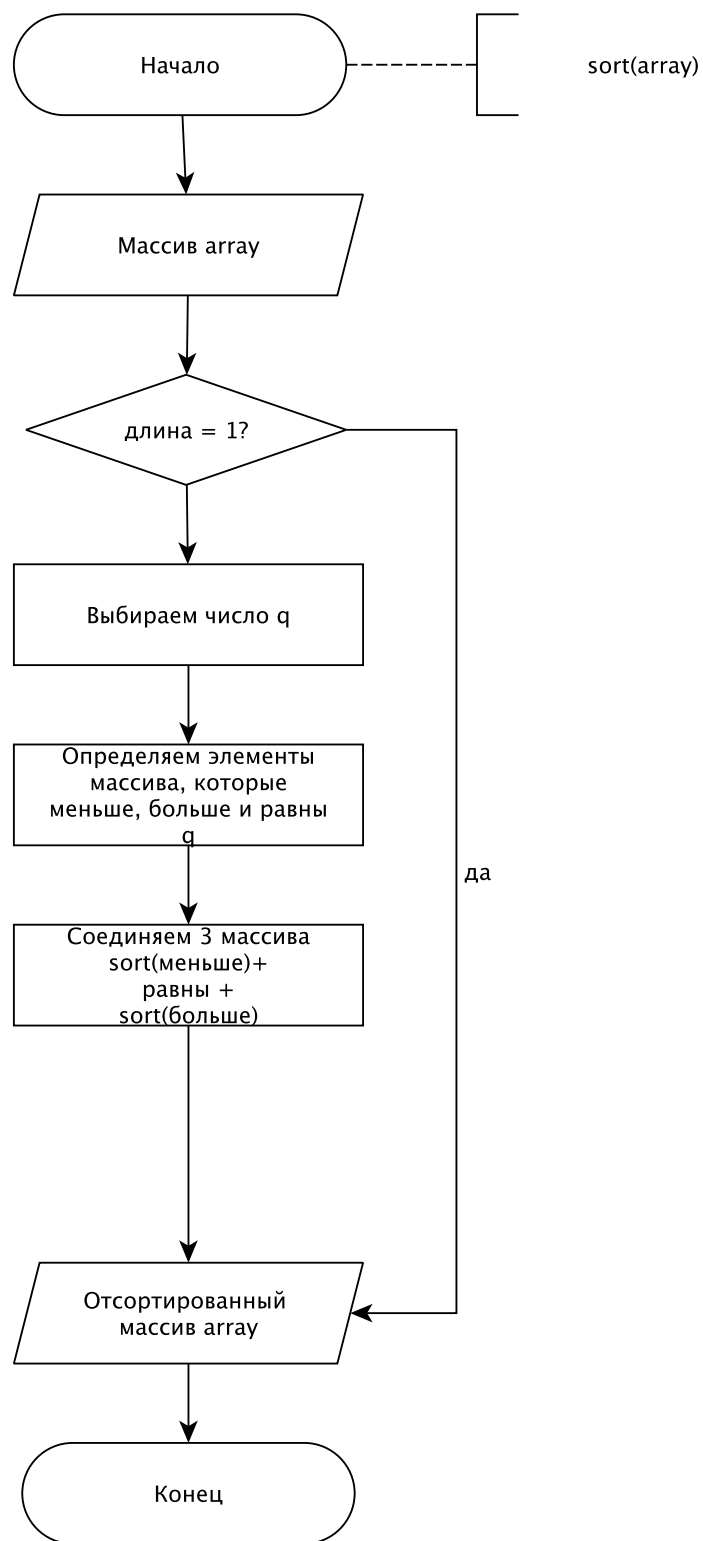 Начало
sort(array)
Массив array
длина = 1?
Выбираем число q
Определяем элементы
массива, которые
меньше, больше и равны
q
да
Соединяем 3 массива
sort(меньше)+
равны +
sort(больше)
Отсортированный
массив array
Конец